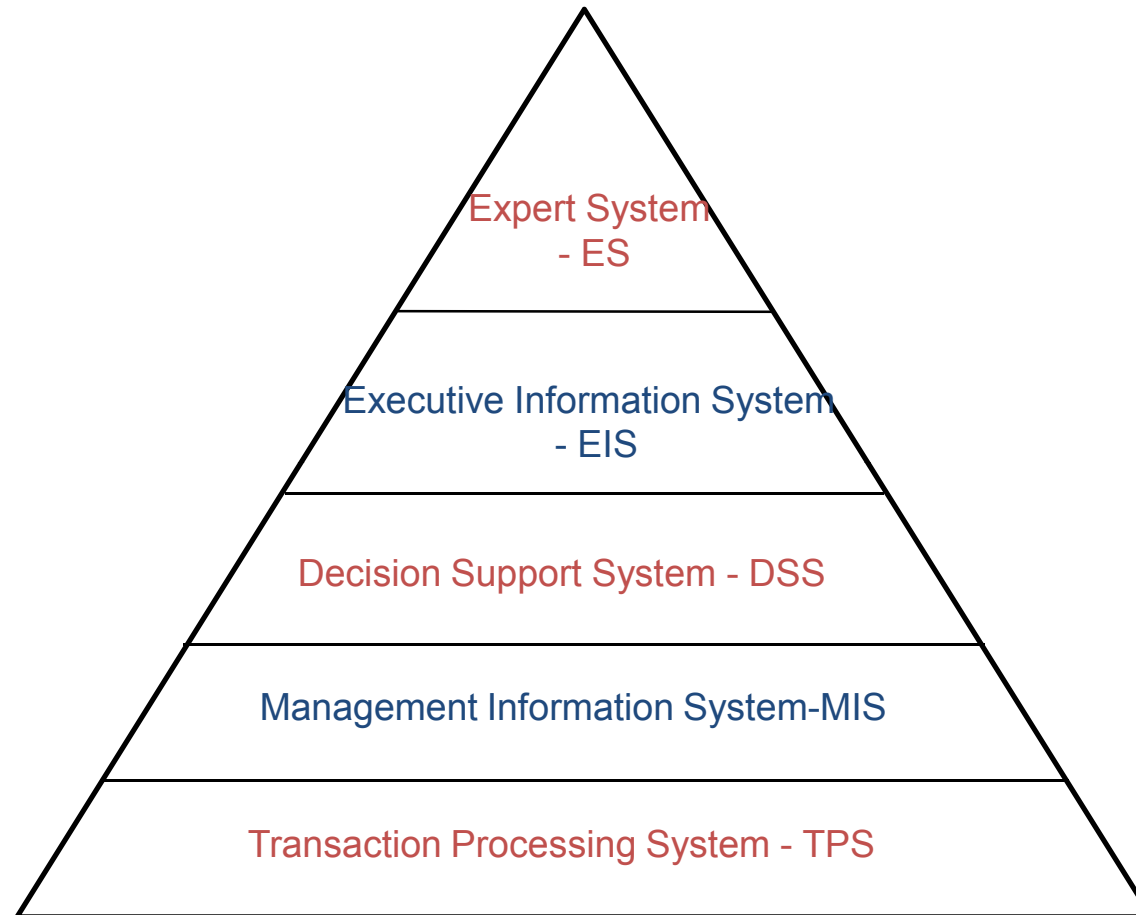 Expert System
- ES
Executive Information System
- EIS
Decision Support System - DSS
Management Information System-MIS
Transaction Processing System - TPS